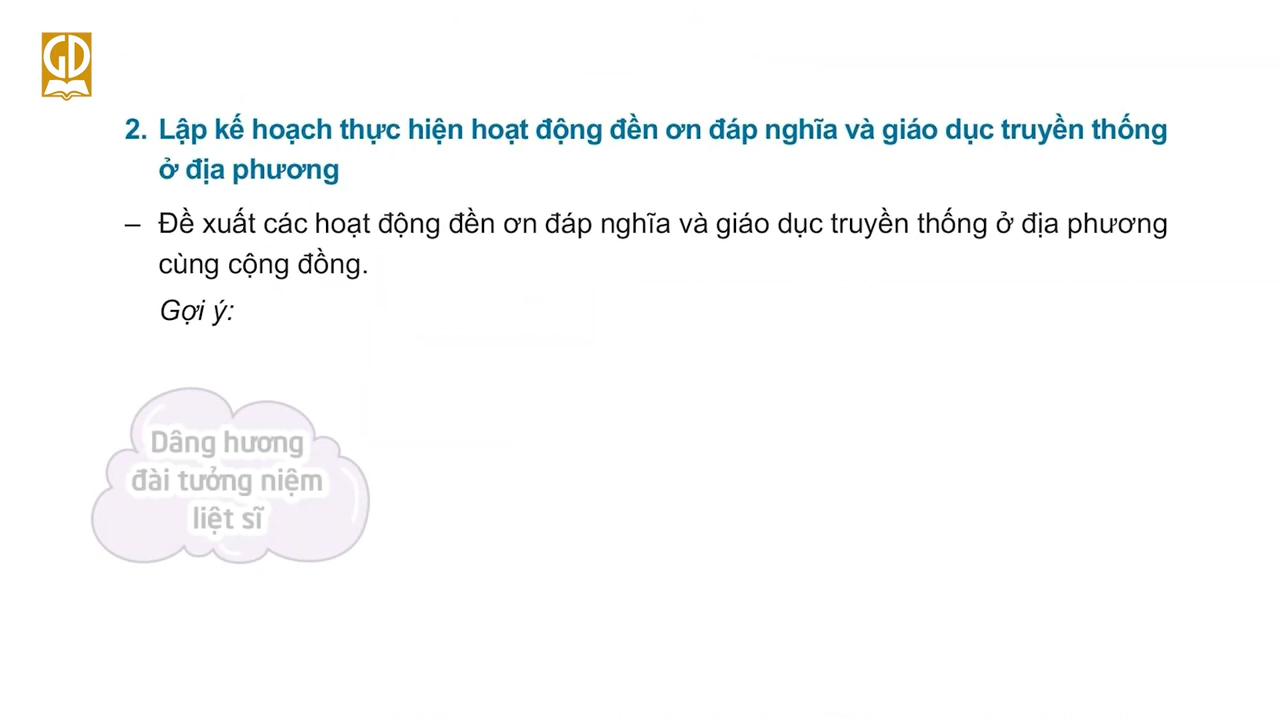 GD
2. Lập kế hoạch thực hiện hoạt động đền ơn đáp nghĩa và giáo dục truyền thống
ở địa phương
– Đề xuất các hoạt động đền ơn đáp nghĩa và giáo dục truyền thống ở địa phương
cùng cộng đồng.
Gợi ý:
Dâng hương
đài tưởng niệm
liệt sĩ